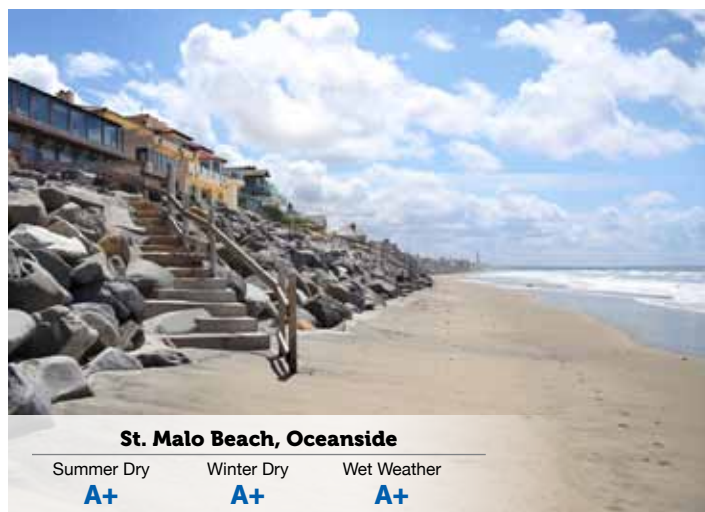 St. Malo Beach, Oceanside
Summer Dry Winter Dry Wet Weather
A+ A+ A+